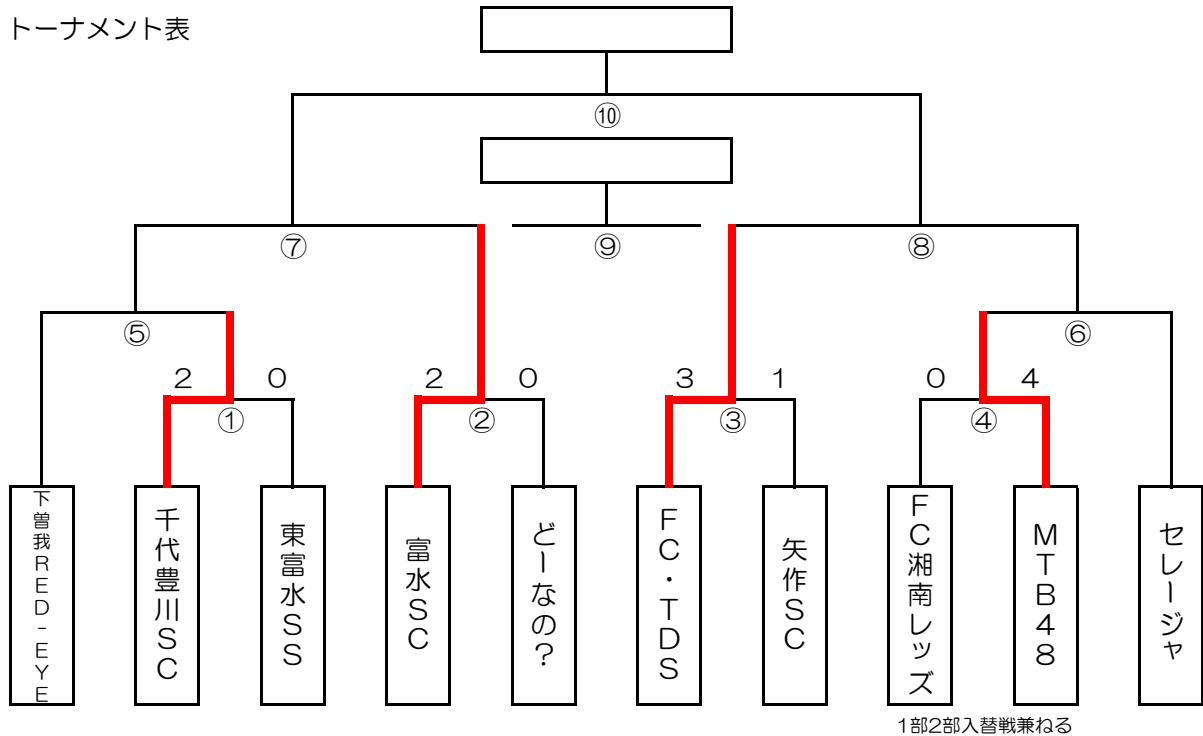 トーナメント表
⑩
⑦
⑨
⑧
⑤
⑥
2 0
2 0
3 1
0 4
①
②
③
④
下曽我RED-EYE
千代豊川SC
東富水SS
富水SC
どーなの?
FC・TDS
矢作SC
FC湘南レッズ
MTB48
セレージャ
1部2部入替戦兼ねる